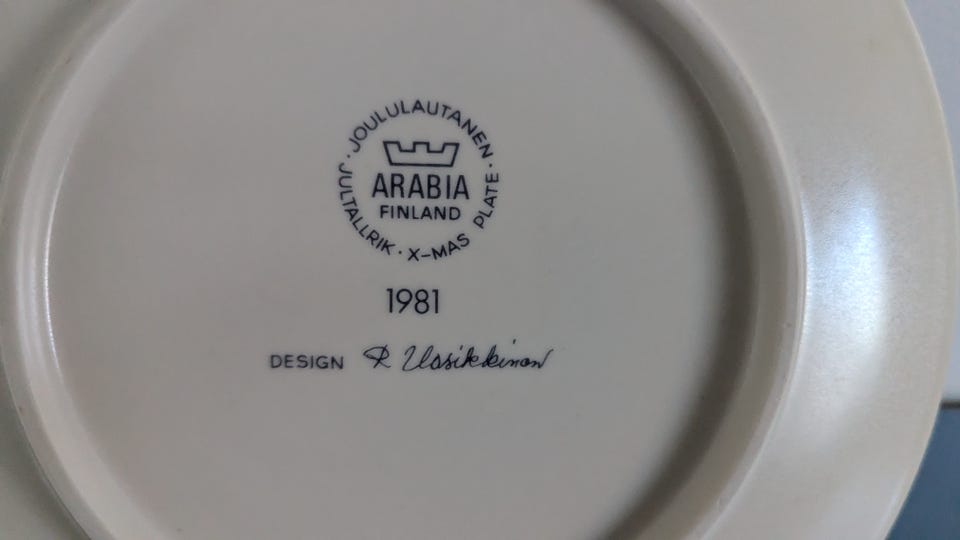 · JOULULAUTANEN ·
ARABIA
FINLAND
JULTALLRIK · X-MAS PLATE
1981
DESIGN R Uosikkinen